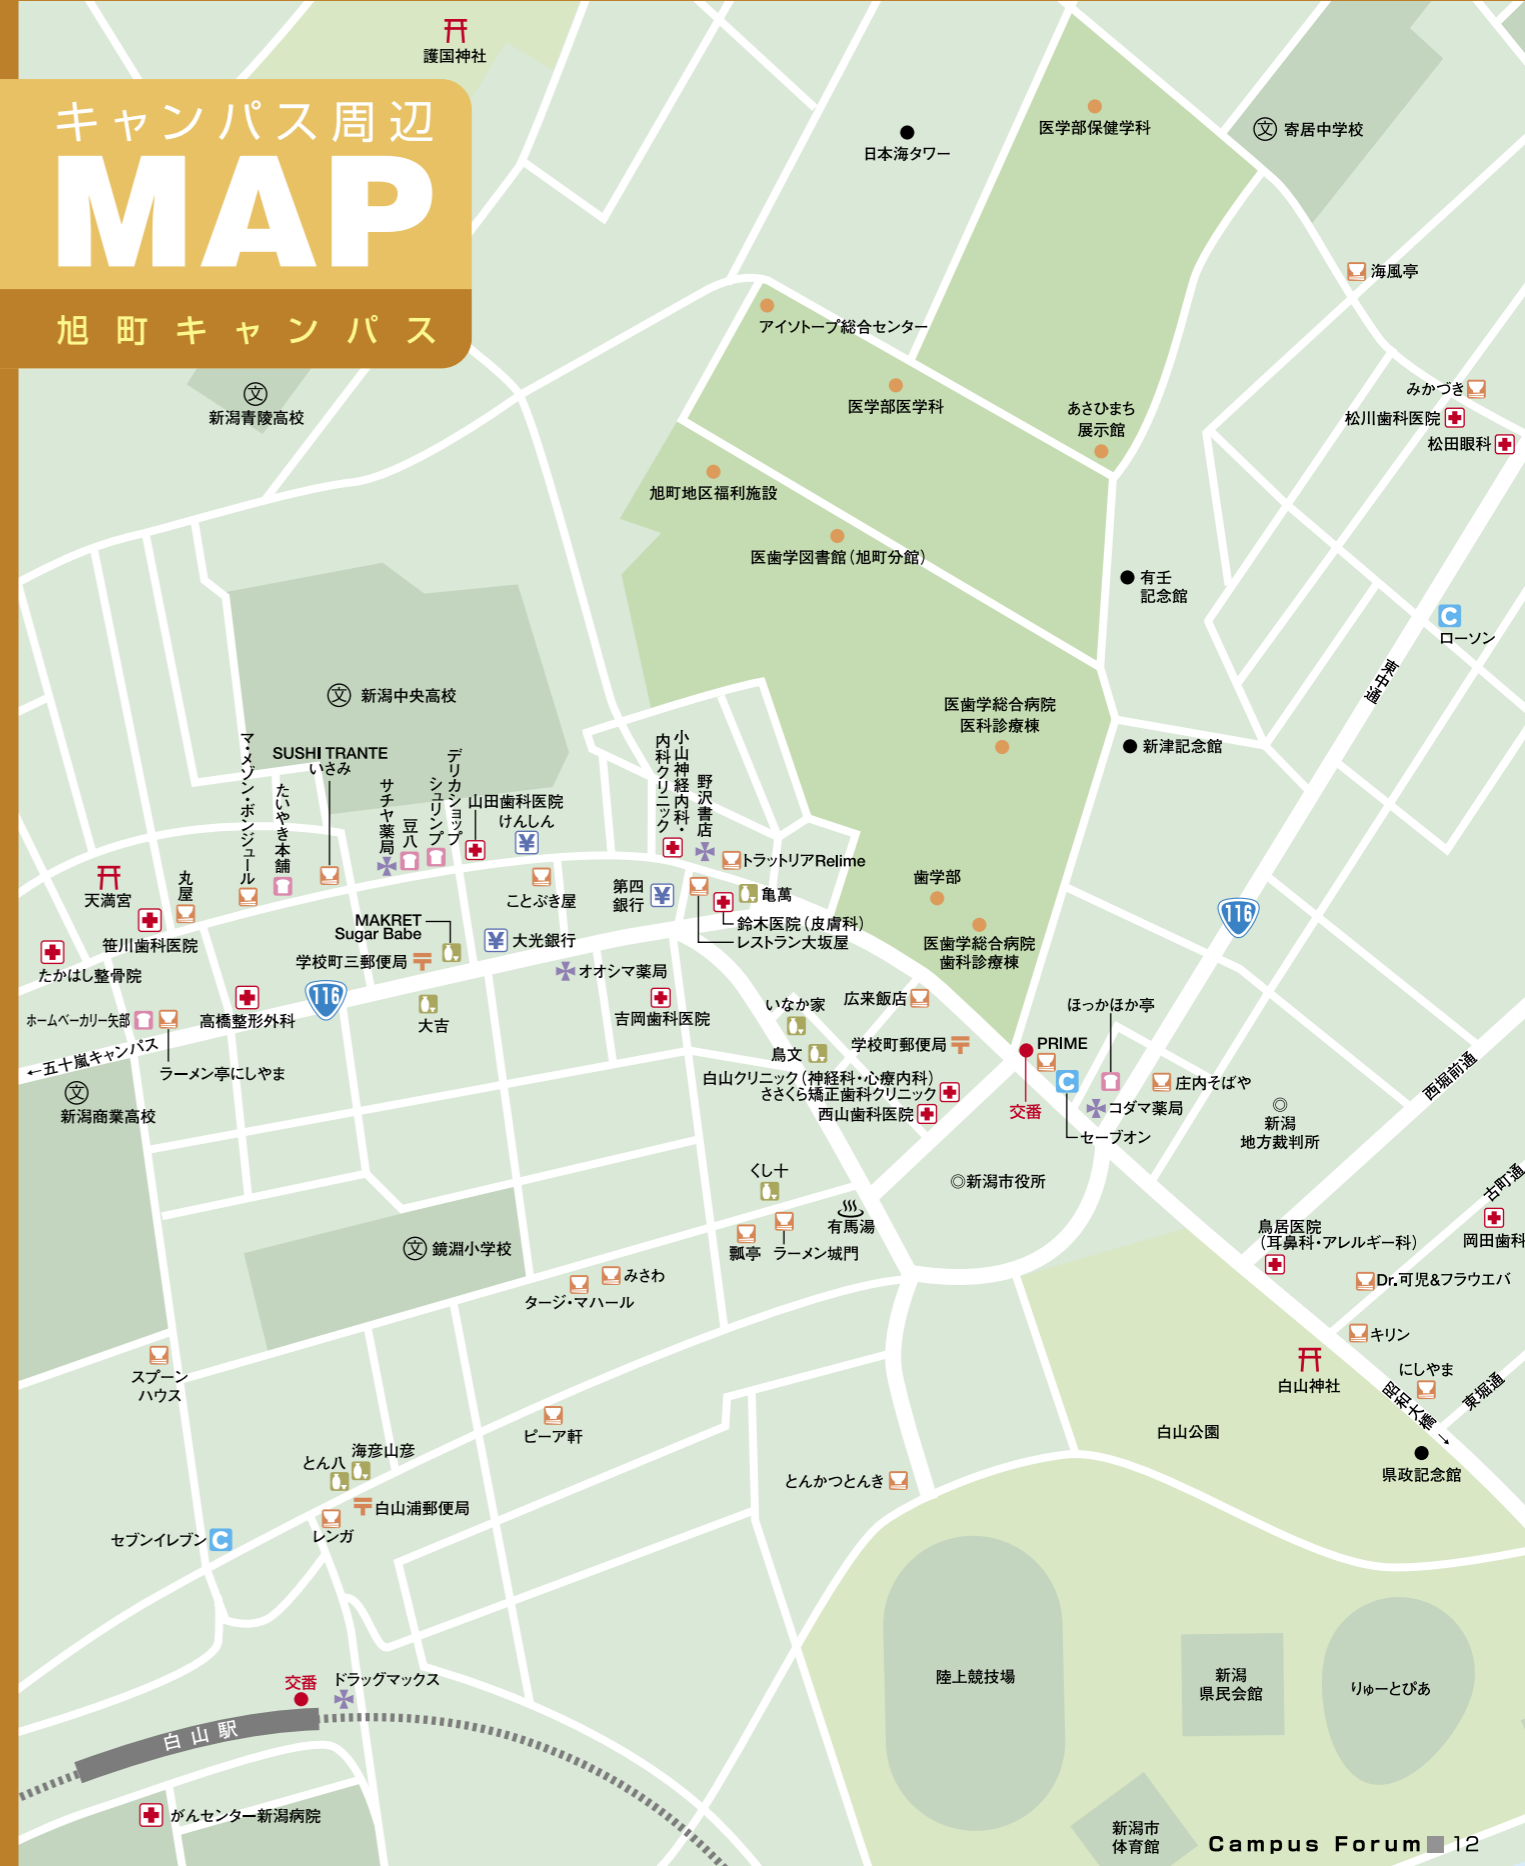 キャンパス周辺
MAP
旭町キャンパス
護国神社
日本海タワー
医学部保健学科
寄居中学校
海風亭
アイソトープ総合センター
医学部医学科
あさひまち
展示館
みかづき
松川歯科医院
松田眼科
新潟青陵高校
旭町地区福利施設
医歯学図書館(旭町分館)
有壬
記念館
ローソン
東中通
新潟中央高校
医歯学総合病院
医科診療棟
新津記念館
マ・メゾン・ボンジュール
たいやき本舗
SUSHI TRANTE
いさみ
サチヤ薬局
豆八
デリカショップ
シュリンプ
山田歯科医院
けんしん
小山神経内科・
内科クリニック
野沢書店
トラットリアRelime
天満宮
丸屋
笹川歯科医院
たかはし整骨院
ことぶき屋
第四
銀行
亀萬
鈴木医院(皮膚科)
レストラン大坂屋
歯学部
116
医歯学総合病院
歯科診療棟
MAKRET
Sugar Babe
大光銀行
学校町三郵便局
オオシマ薬局
116
高橋整形外科
大吉
吉岡歯科医院
いなか家
広来飯店
ほっかほか亭
ホームベーカリー矢部
←五十嵐キャンパス
ラーメン亭にしやま
新潟商業高校
鳥文
学校町郵便局
PRIME
白山クリニック(神経科・心療内科)
ささくら矯正歯科クリニック
西山歯科医院
交番
庄内そばや
コダマ薬局
セーブオン
西堀前通
新潟
地方裁判所
くし十
新潟市役所
古町通
有馬湯
瓢亭
ラーメン城門
鏡淵小学校
鳥居医院
(耳鼻科・アレルギー科)
岡田歯科
みさわ
タージ・マハール
Dr.可児&フラウエバ
キリン
スプーン
ハウス
白山神社
にしやま
昭和大橋→
東堀通
白山公園
県政記念館
ピーア軒
海彦山彦
とん八
とんかつとんき
白山浦郵便局
レンガ
セブンイレブン
陸上競技場
新潟
県民会館
りゅーとぴあ
交番
ドラッグマックス
白山駅
がんセンター新潟病院
新潟市
体育館
Campus Forum 12